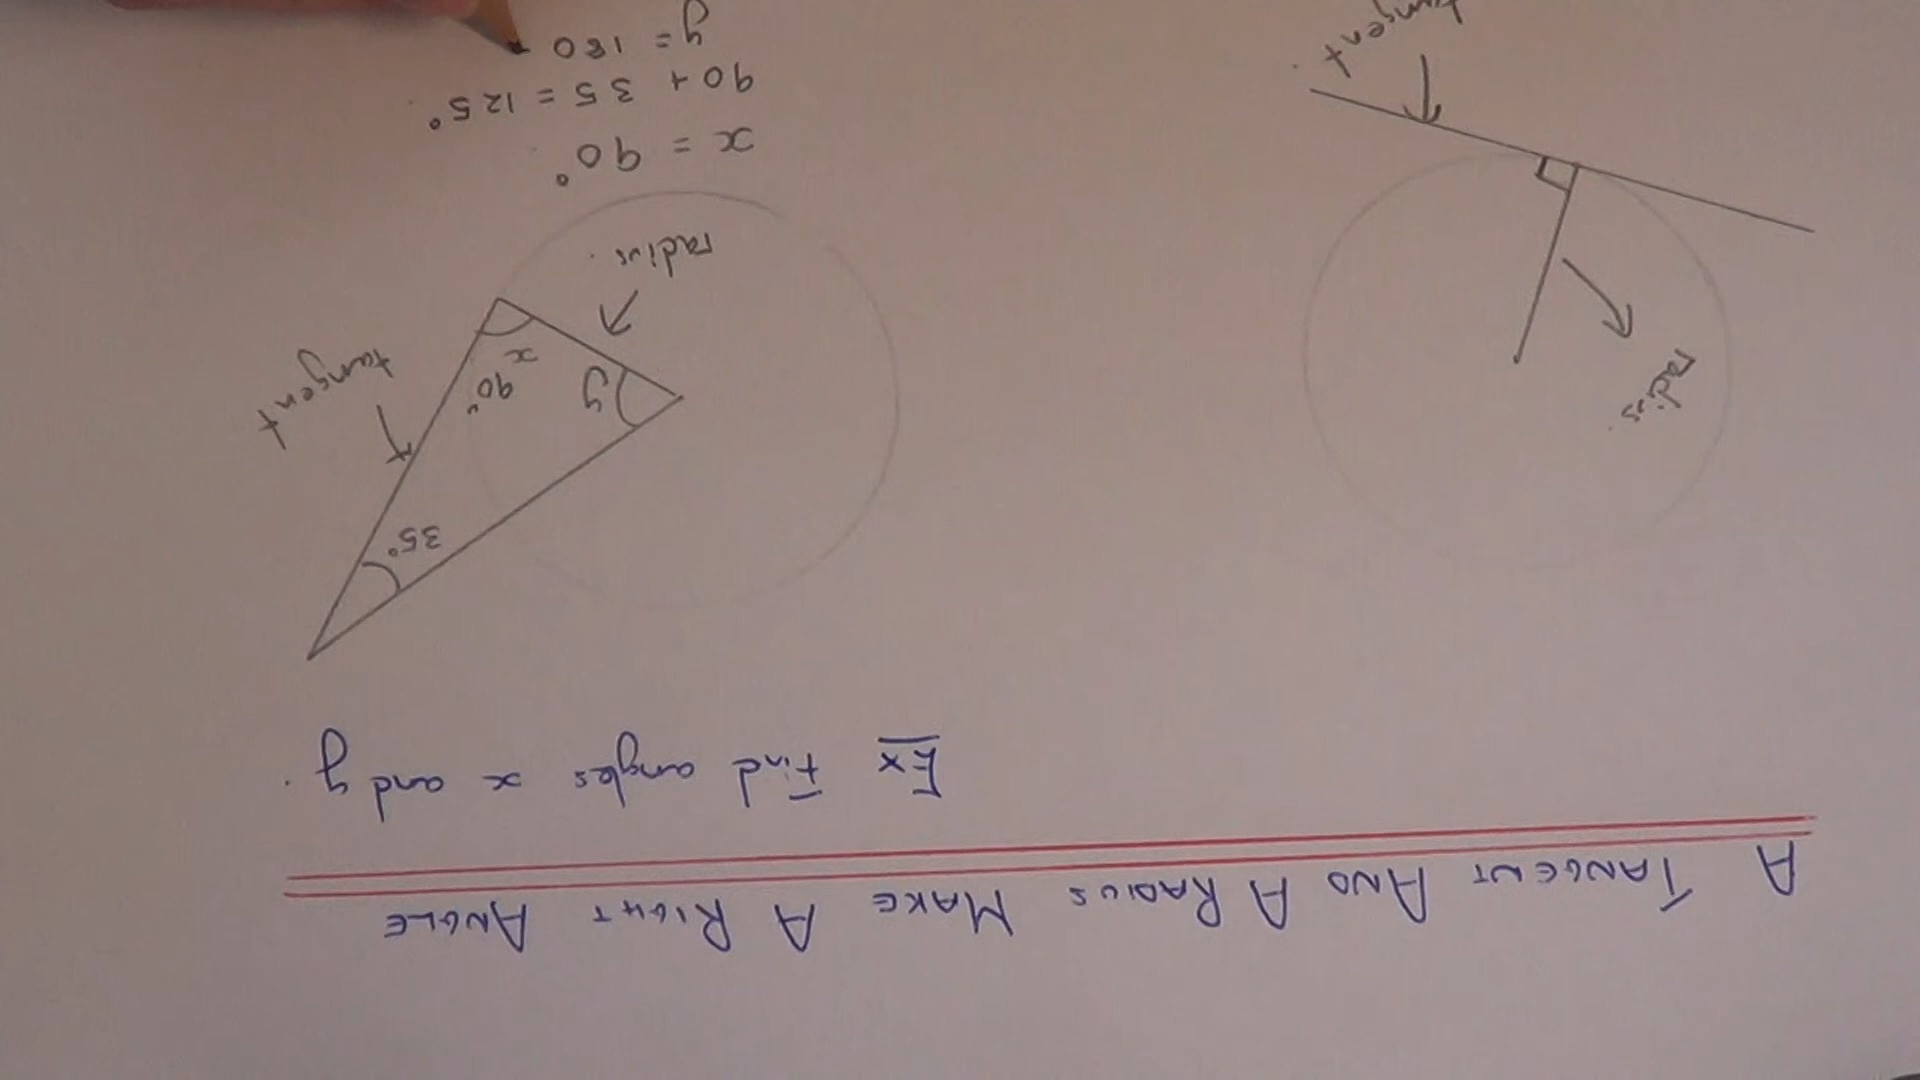 A TANGENT AND A RADIUS MAKE A RIGHT ANGLE
Ex Find angles x and y.
radius
tangent
35°
90°
x
y
tangent
radius
x = 90°
90 + 35 = 125°
y = 180 -